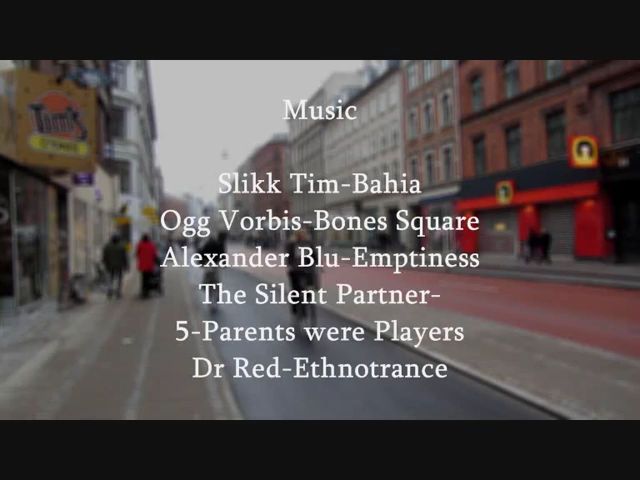 Tom's
Music
Slikk Tim-Bahia
Ogg Vorbis-Bones Square
Alexander Blu-Emptiness
The Silent Partner-
5-Parents were Players
Dr Red-Ethnotrance